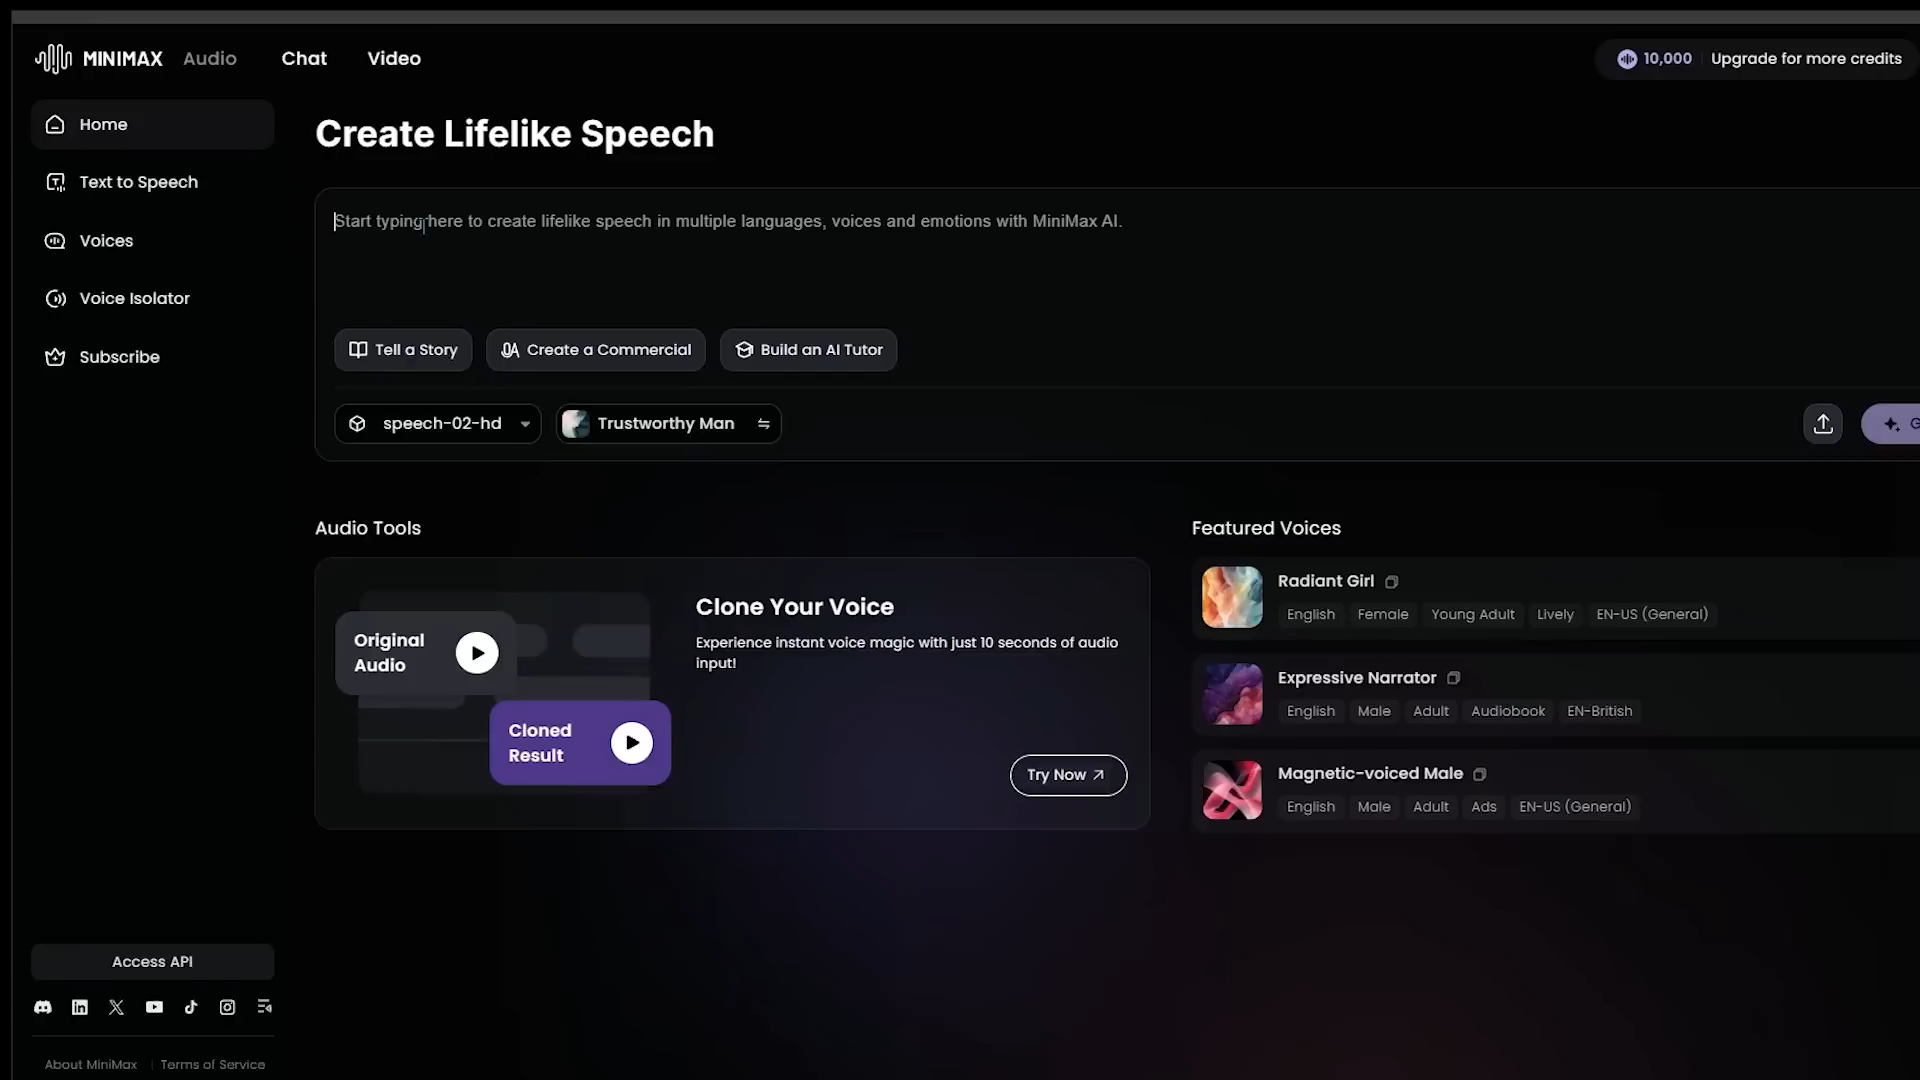 MINIMAX Audio Chat Video
10,000 Upgrade for more credits
Home
Text to Speech
Voices
Voice Isolator
Subscribe
Create Lifelike Speech
Start typing here to create lifelike speech in multiple languages, voices and emotions with MiniMax AI.
Tell a Story Create a Commercial Build an AI Tutor
speech-02-hd Trustworthy Man
Audio Tools
Original
Audio
Cloned
Result
Clone Your Voice
Experience instant voice magic with just 10 seconds of audio
input!
Try Now
Featured Voices
Radiant Girl
English Female Young Adult Lively EN-US (General)
Expressive Narrator
English Male Adult Audiobook EN-British
Magnetic-voiced Male
English Male Adult Ads EN-US (General)
Access API
About MiniMax Terms of Service